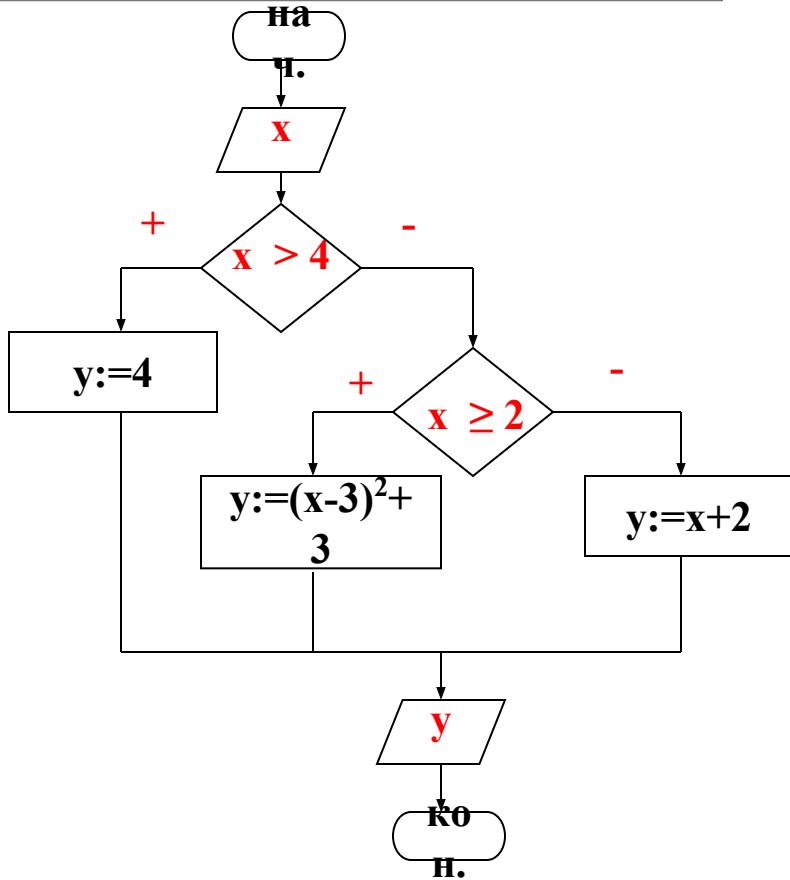 на
ч.
x
+
-
x > 4
y:=4
+
-
x ≥ 2
y:=(x-3)²+
3
y:=x+2
y
ко
н.